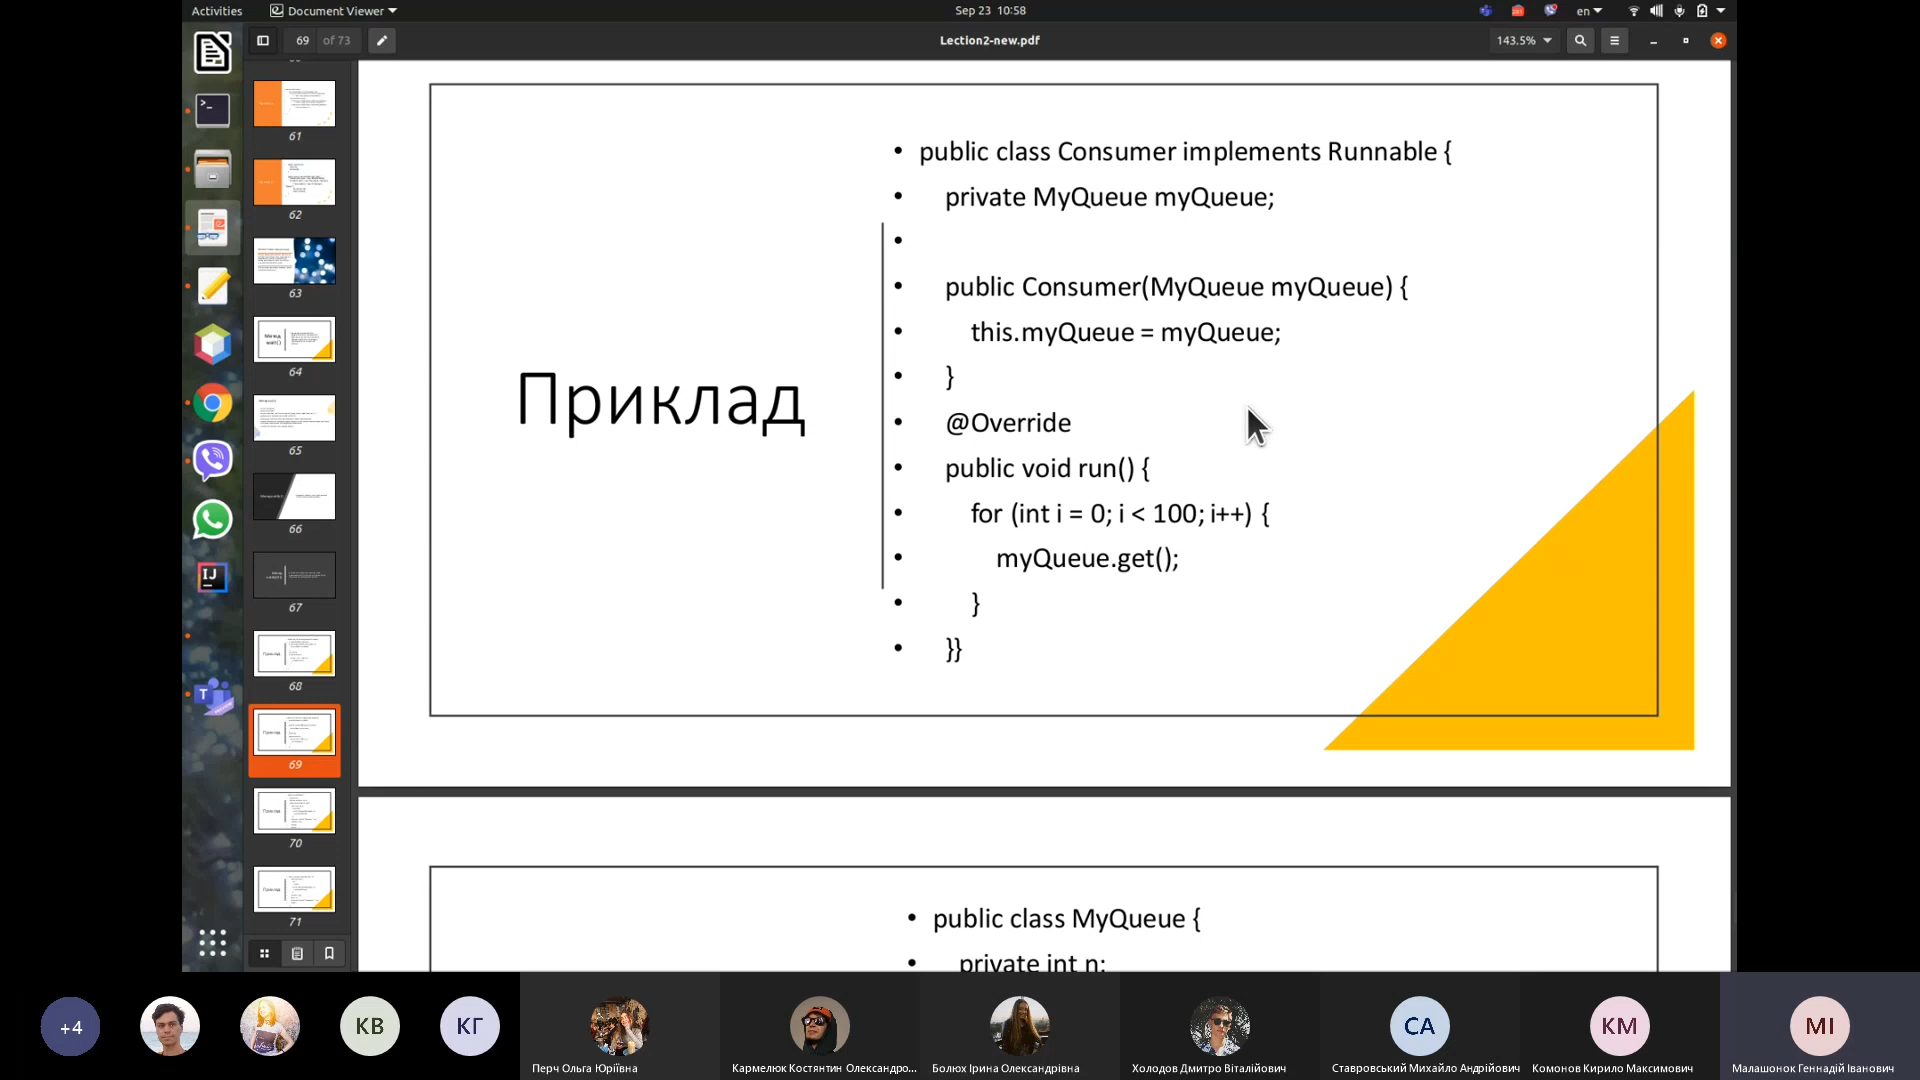 Activities
Document Viewer
Sep 23 10:58
en
69 of 73
Lection2-new.pdf
143.5%
61
62
63
64
65
66
67
68
69
70
71
Приклад
• public class Consumer implements Runnable {
• private MyQueue myQueue;
•
• public Consumer(MyQueue myQueue) {
• this.myQueue = myQueue;
• }
• @Override
• public void run() {
• for (int i = 0; i < 100; i++) {
• myQueue.get();
• }
• }}
• public class MyQueue {
• private int n;
+4
КВ
КГ
Перч Ольга Юріївна
Кармелюк Костянтин Олександро...
Болюх Ірина Олександрівна
Холодов Дмитро Віталійович
СА
Ставровський Михайло Андрійович
КМ
Комонов Кирило Максимович
МІ
Малашонок Геннадій Іванович